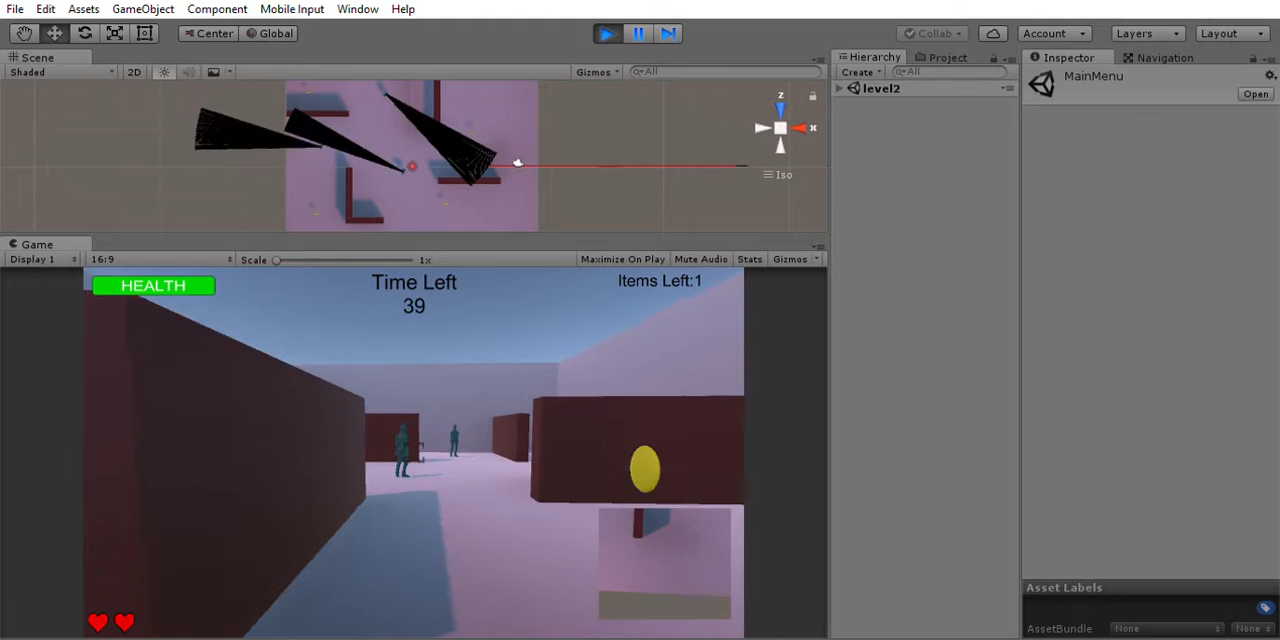 File Edit Assets GameObject Component Mobile Input Window Help
Center Global Collab Account Layers Layout
Scene
Shaded 2D Gizmos All
z
x
Iso
Hierarchy Project
Create All
level2
Inspector Navigation
MainMenu
Open
Game
Display 1 16:9 Scale 1x Maximize On Play Mute Audio Stats Gizmos
HEALTH
Time Left
39
Items Left:1
Asset Labels
AssetBundle None None